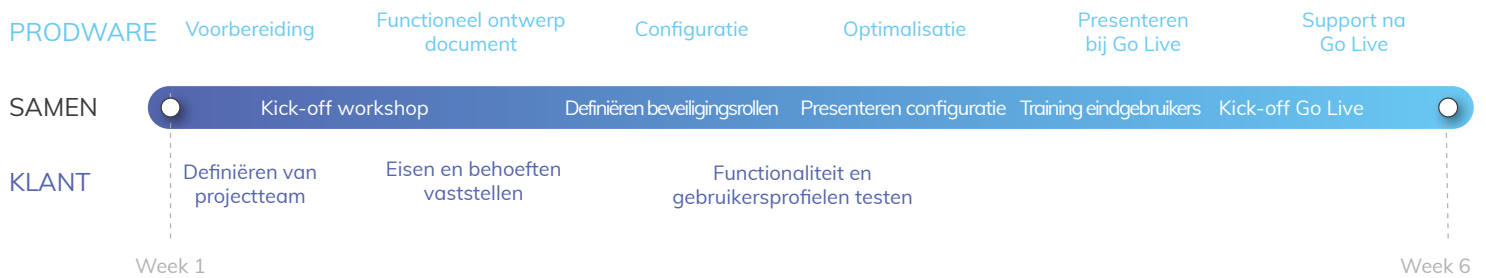 PRODWARE
Voorbereiding
Functioneel ontwerp
document
Configuratie
Optimalisatie
Presenteren
bij Go Live
Support na
Go Live
SAMEN
Kick-off workshop
Definiëren beveiligingsrollen
Presenteren configuratie
Training eindgebruikers
Kick-off Go Live
KLANT
Definiëren van
projectteam
Eisen en behoeften
vaststellen
Functionaliteit en
gebruikersprofielen testen
Week 1
Week 6